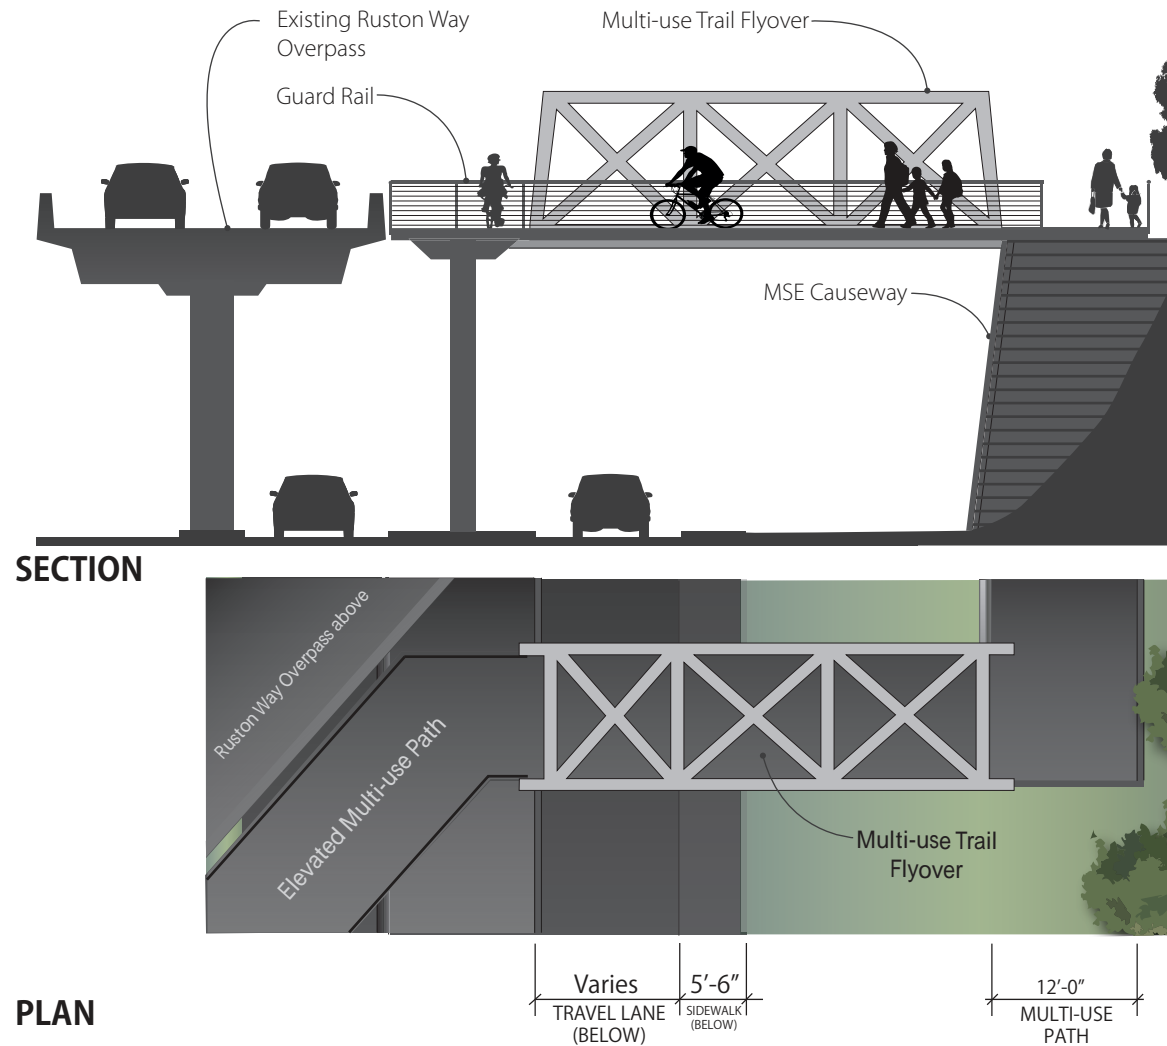 Existing Ruston Way
Overpass
Multi-use Trail Flyover
Guard Rail
MSE Causeway
SECTION
Ruston Way Overpass above
Elevated Multi-use Path
Multi-use Trail
Flyover
PLAN
Varies
TRAVEL LANE
(BELOW)
5’-6”
SIDEWALK
(BELOW)
12’-0”
MULTI-USE
PATH